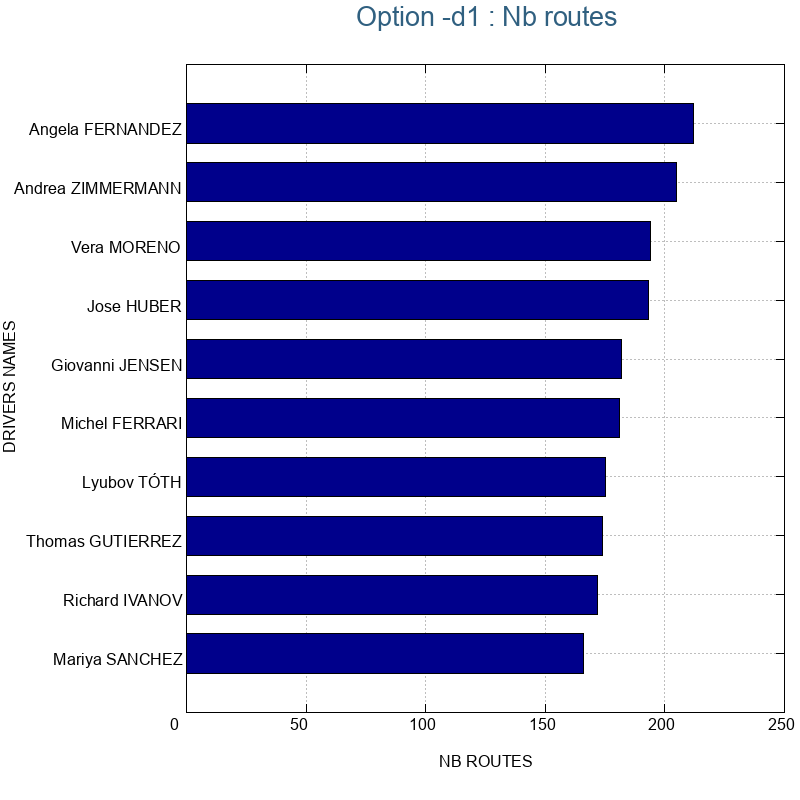 Option -d1 : Nb routes
Angela FERNANDEZ
Andrea ZIMMERMANN
Vera MORENO
Jose HUBER
Giovanni JENSEN
Michel FERRARI
Lyubov TÓTH
Thomas GUTIERREZ
Richard IVANOV
Mariya SANCHEZ
DRIVERS NAMES
0 50 100 150 200 250
NB ROUTES